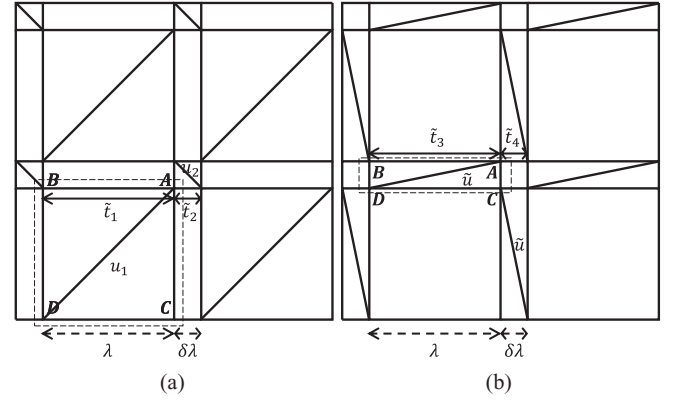 u₂ t̃₃ t̃₄
B A B ũ A
t̃₁ t̃₂ D C
u₁ ũ
D C
λ δλ λ δλ
(a) (b)